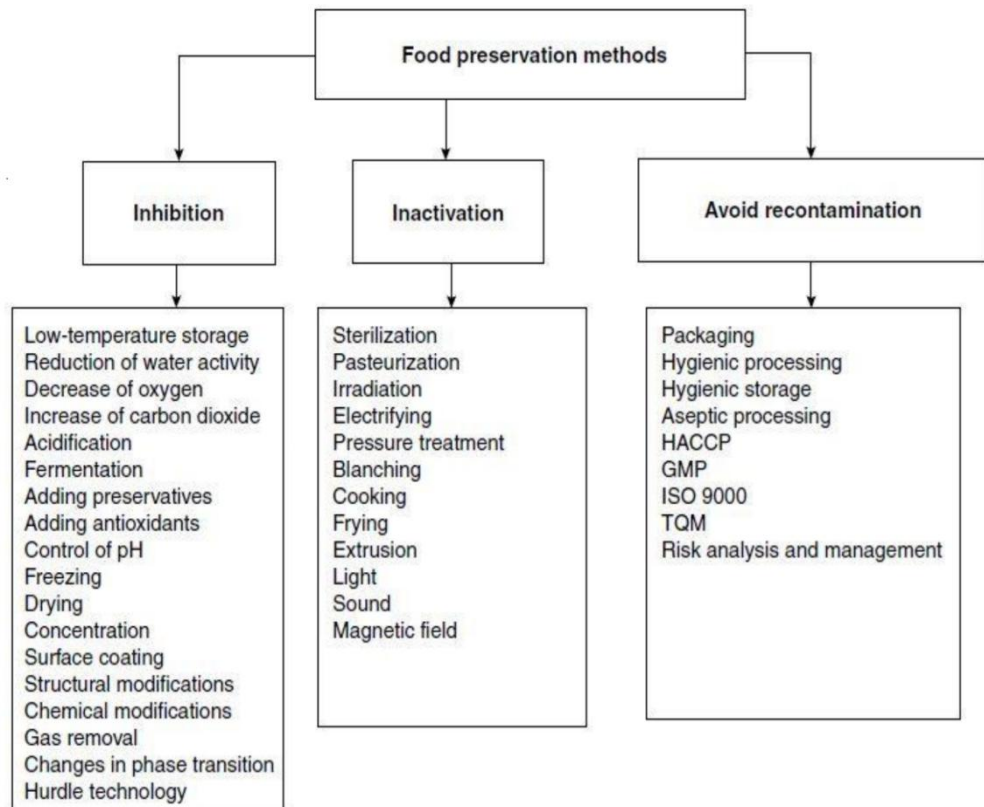 Food preservation methods
Inhibition
Inactivation
Avoid recontamination
Low-temperature storage
Reduction of water activity
Decrease of oxygen
Increase of carbon dioxide
Acidification
Fermentation
Adding preservatives
Adding antioxidants
Control of pH
Freezing
Drying
Concentration
Surface coating
Structural modifications
Chemical modifications
Gas removal
Changes in phase transition
Hurdle technology
Sterilization
Pasteurization
Irradiation
Electrifying
Pressure treatment
Blanching
Cooking
Frying
Extrusion
Light
Sound
Magnetic field
Packaging
Hygienic processing
Hygienic storage
Aseptic processing
HACCP
GMP
ISO 9000
TQM
Risk analysis and management